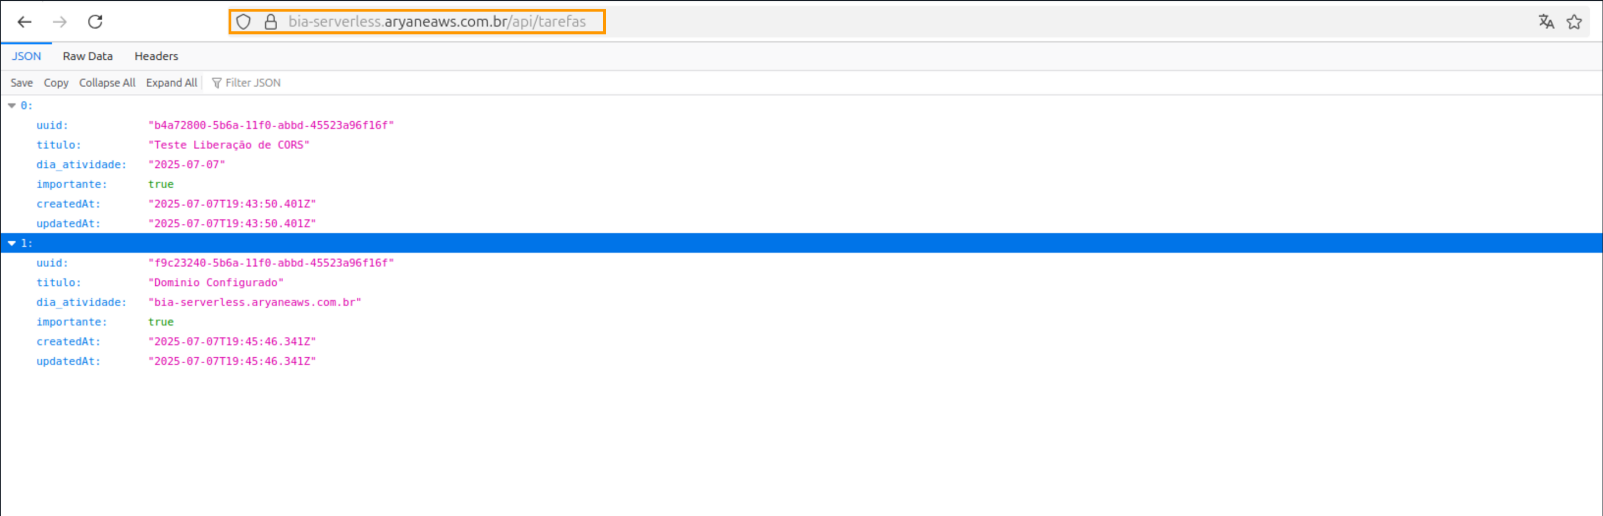 bia-serverless.aryaneaws.com.br/api/tarefas
JSON Raw Data Headers
Save Copy Collapse All Expand All Filter JSON
0:
uuid: "b4a72800-5b6a-11f0-abbd-45523a96f16f"
titulo: "Teste Liberação de CORS"
dia_atividade: "2025-07-07"
importante: true
createdAt: "2025-07-07T19:43:50.401Z"
updatedAt: "2025-07-07T19:43:50.401Z"
1:
uuid: "f9c23240-5b6a-11f0-abbd-45523a96f16f"
titulo: "Dominio Configurado"
dia_atividade: "bia-serverless.aryaneaws.com.br"
importante: true
createdAt: "2025-07-07T19:45:46.341Z"
updatedAt: "2025-07-07T19:45:46.341Z"